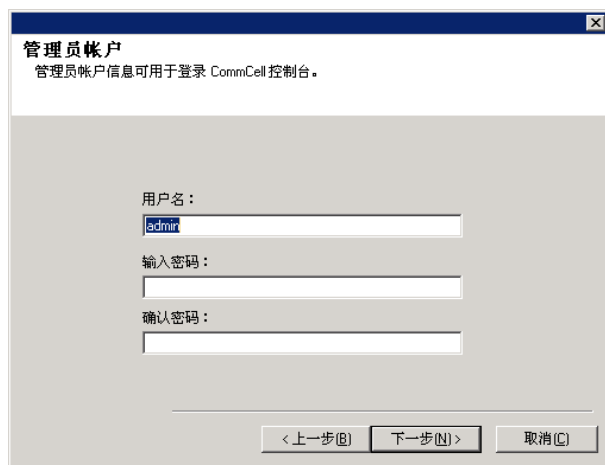 管理员帐户
管理员帐户信息可用于登录 CommCell 控制台。
用户名：
admin
输入密码：
确认密码：
<上一步(B)
下一步(N)>
取消(C)